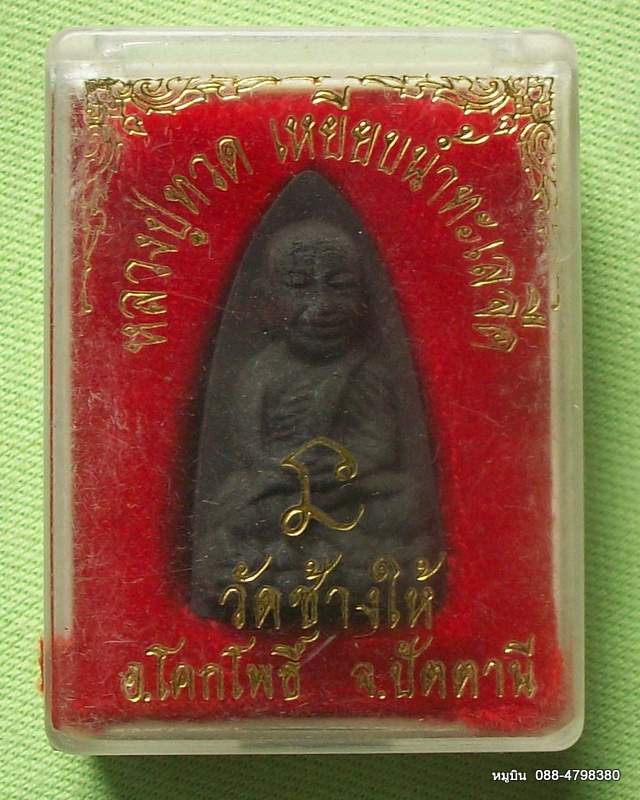 หลวงปู่ทวด เหยียบน้ำทะเลจืด
วัดช้างให้
อ.โคกโพธิ์ จ.ปัตตานี
หมูบิน 088-4798380